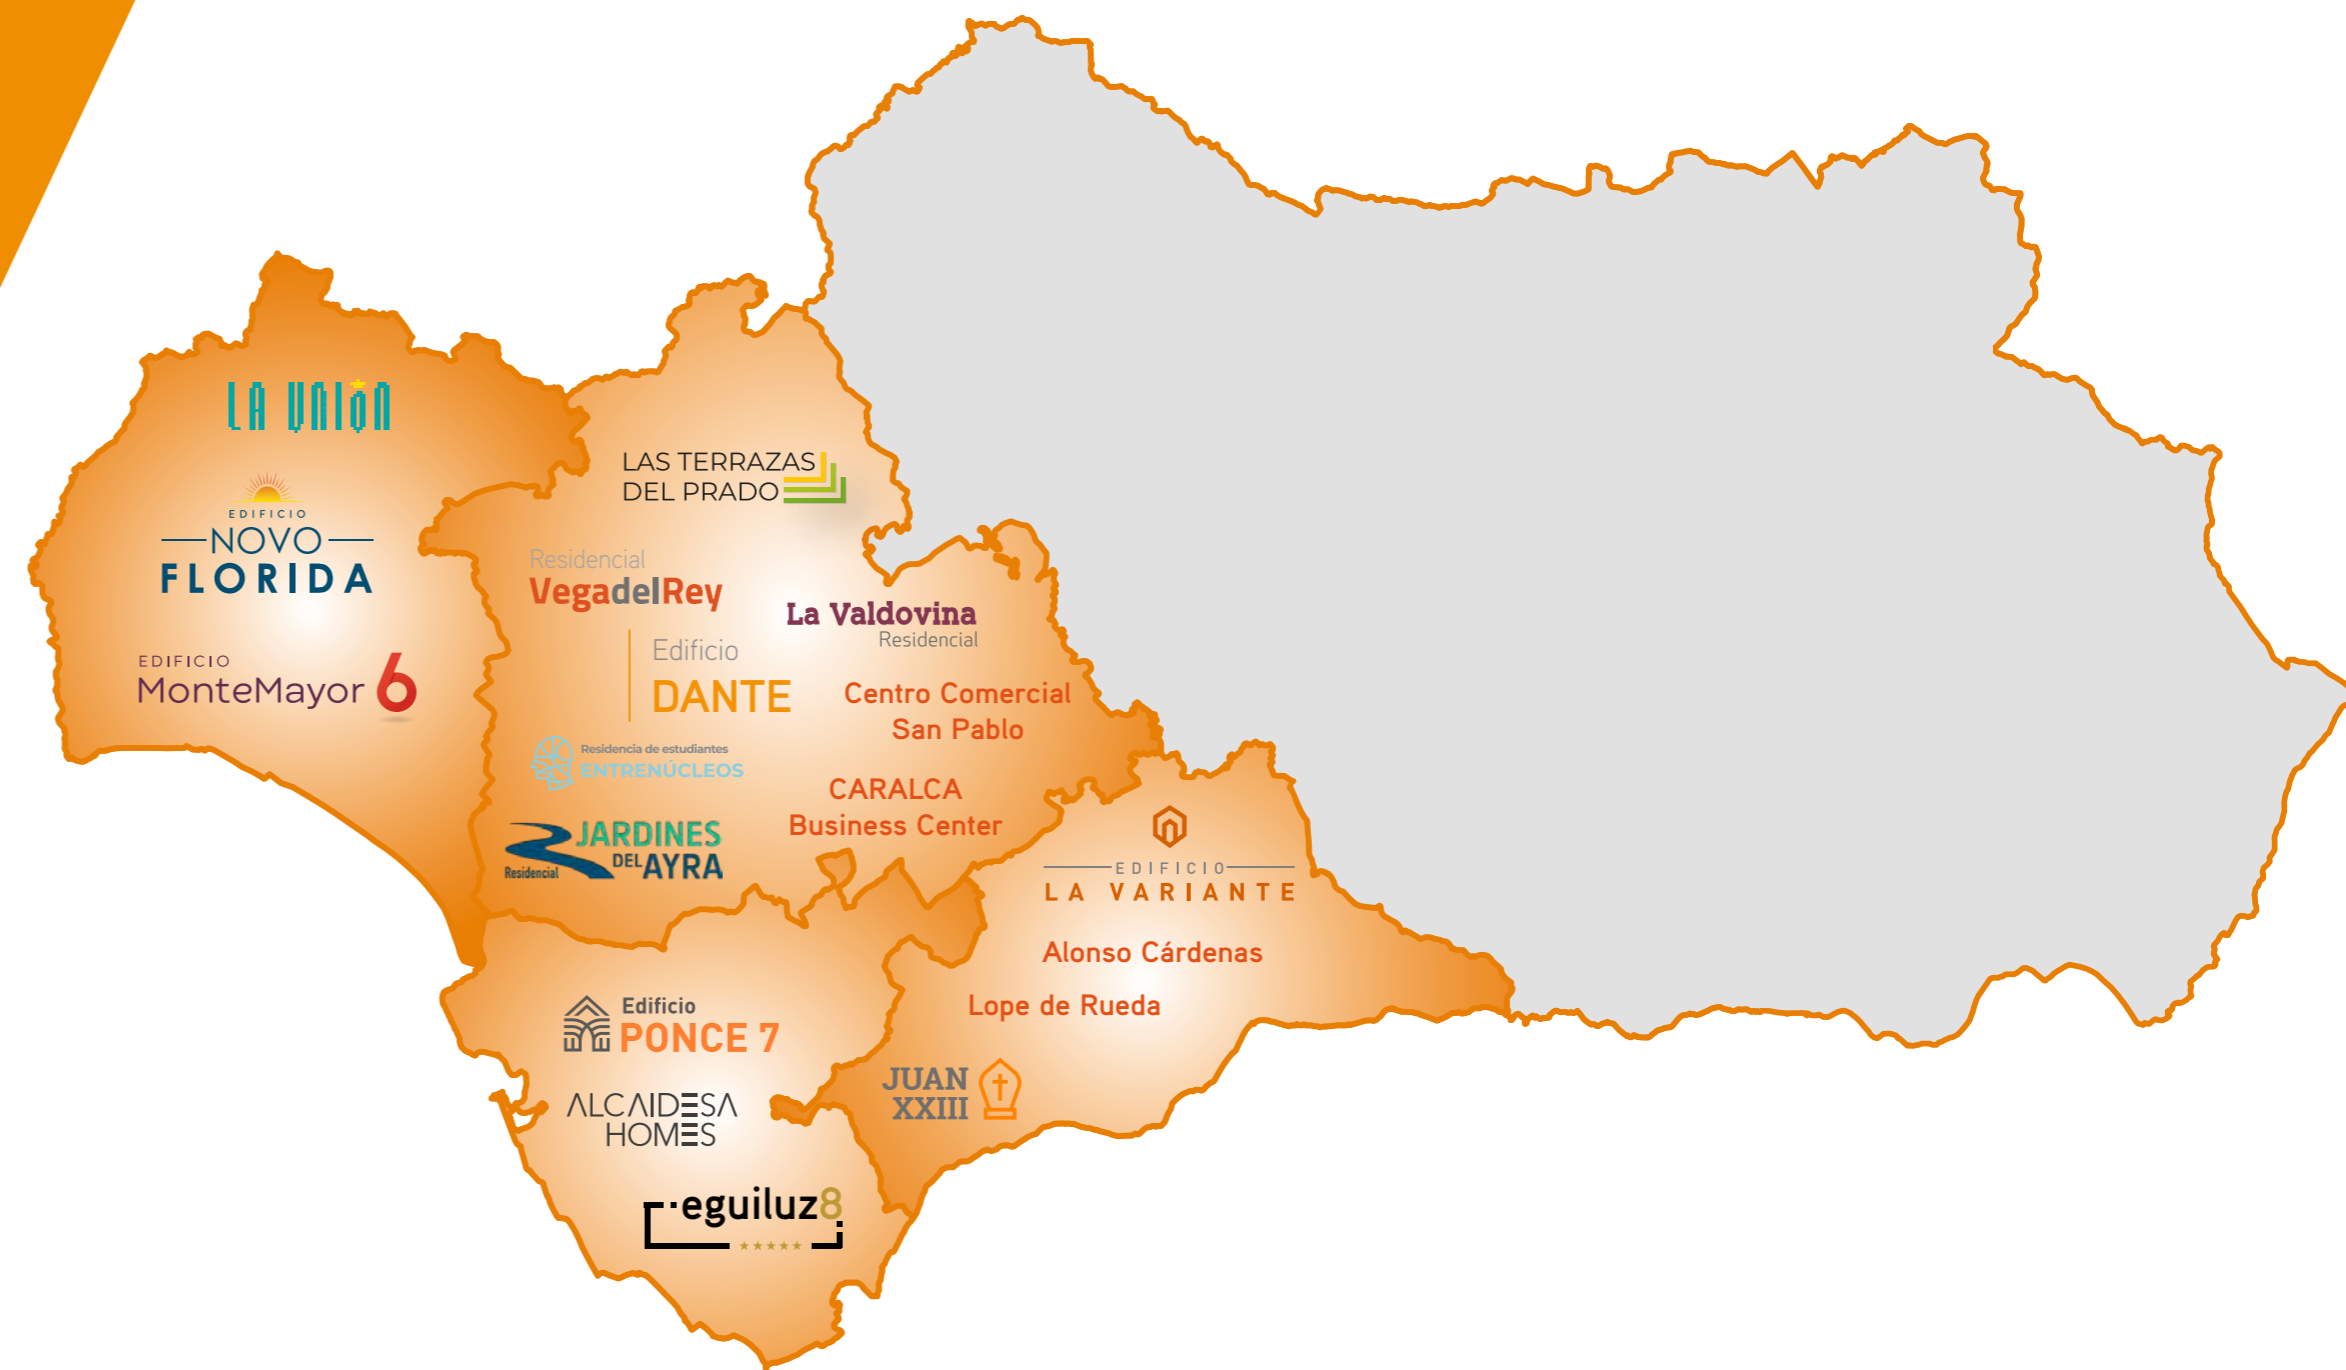 LA UNIÓN
EDIFICIO
NOVO
FLORIDA
EDIFICIO
MonteMayor 6
LAS TERRAZAS
DEL PRADO
Residencial
VegadelRey
La Valdovina
Residencial
Edificio
DANTE
Centro Comercial
San Pablo
Residencia de estudiantes
ENTRENÚCLEOS
CARALCA
Business Center
JARDINES
DEL AYRA
Residencial
EDIFICIO
LA VARIANTE
Alonso Cárdenas
Lope de Rueda
JUAN
XXIII
Edificio
PONCE 7
ALCAIDESA
HOMES
eguiluz8